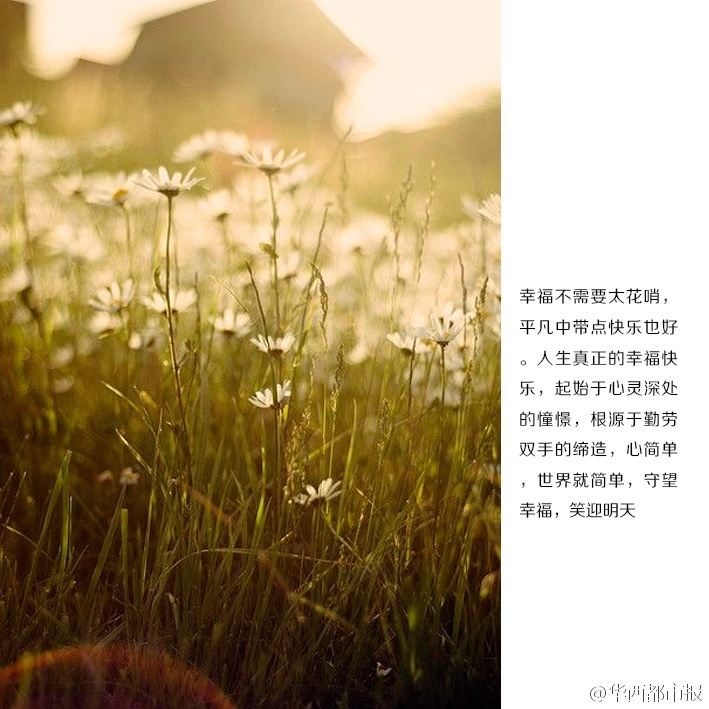 幸福不需要太花哨，
平凡中带点快乐也好
。人生真正的幸福快
乐，起始于心灵深处
的憧憬，根源于勤劳
双手的缔造，心简单
，世界就简单，守望
幸福，笑迎明天
@华西都市报